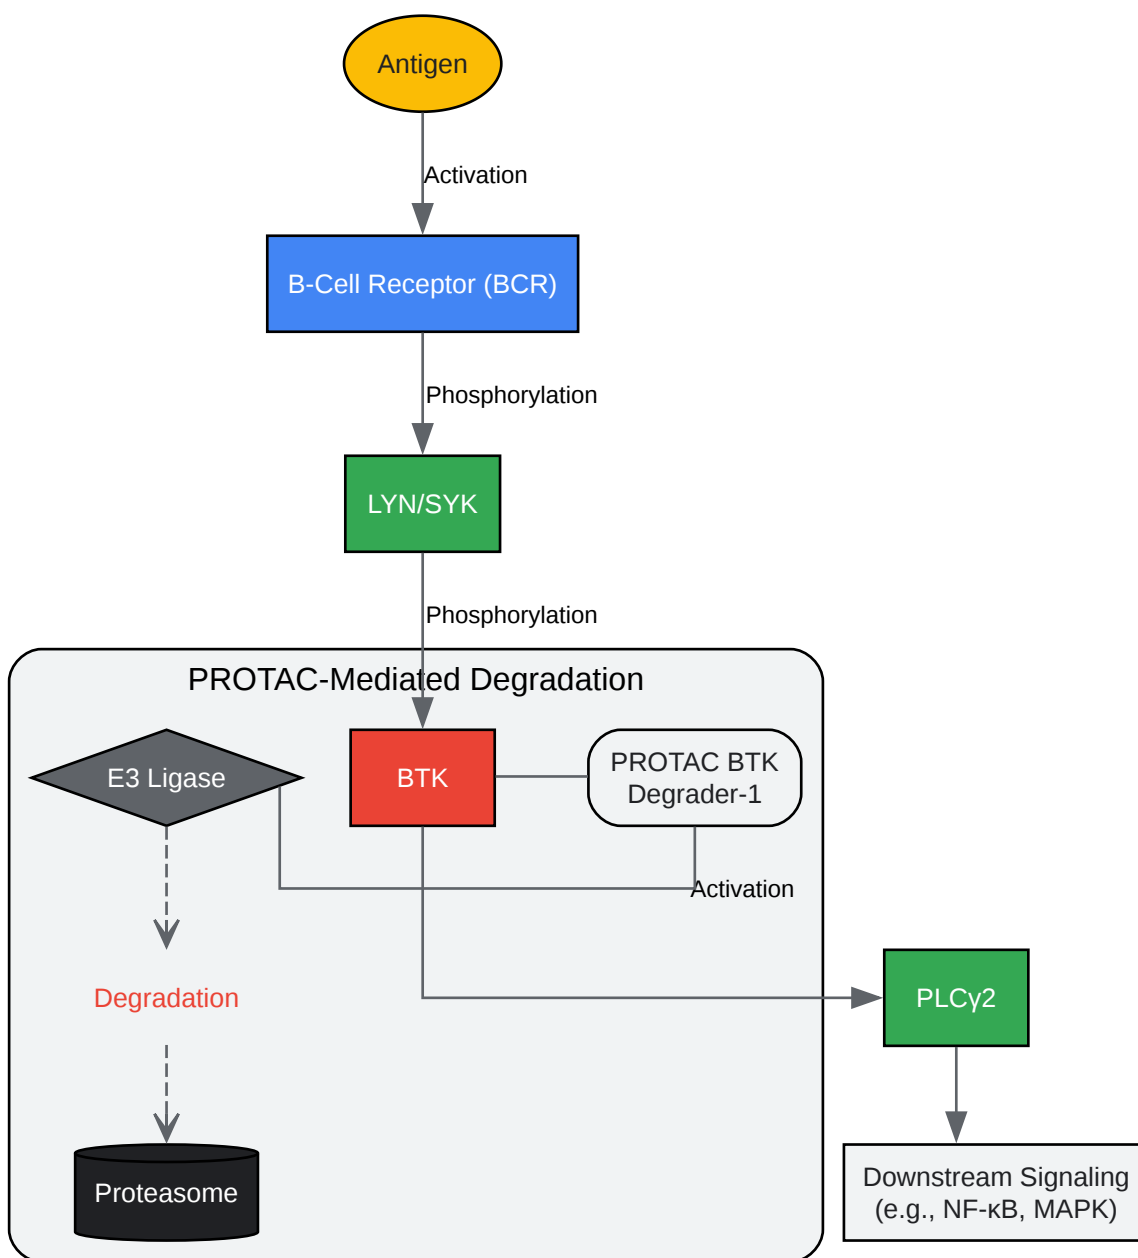 Antigen
Activation
B-Cell Receptor (BCR)
Phosphorylation
LYN/SYK
Phosphorylation
PROTAC-Mediated Degradation
E3 Ligase
BTK
PROTAC BTK
Degrader-1
Activation
Degradation
PLCγ2
Proteasome
Downstream Signaling
(e.g., NF-κB, MAPK)